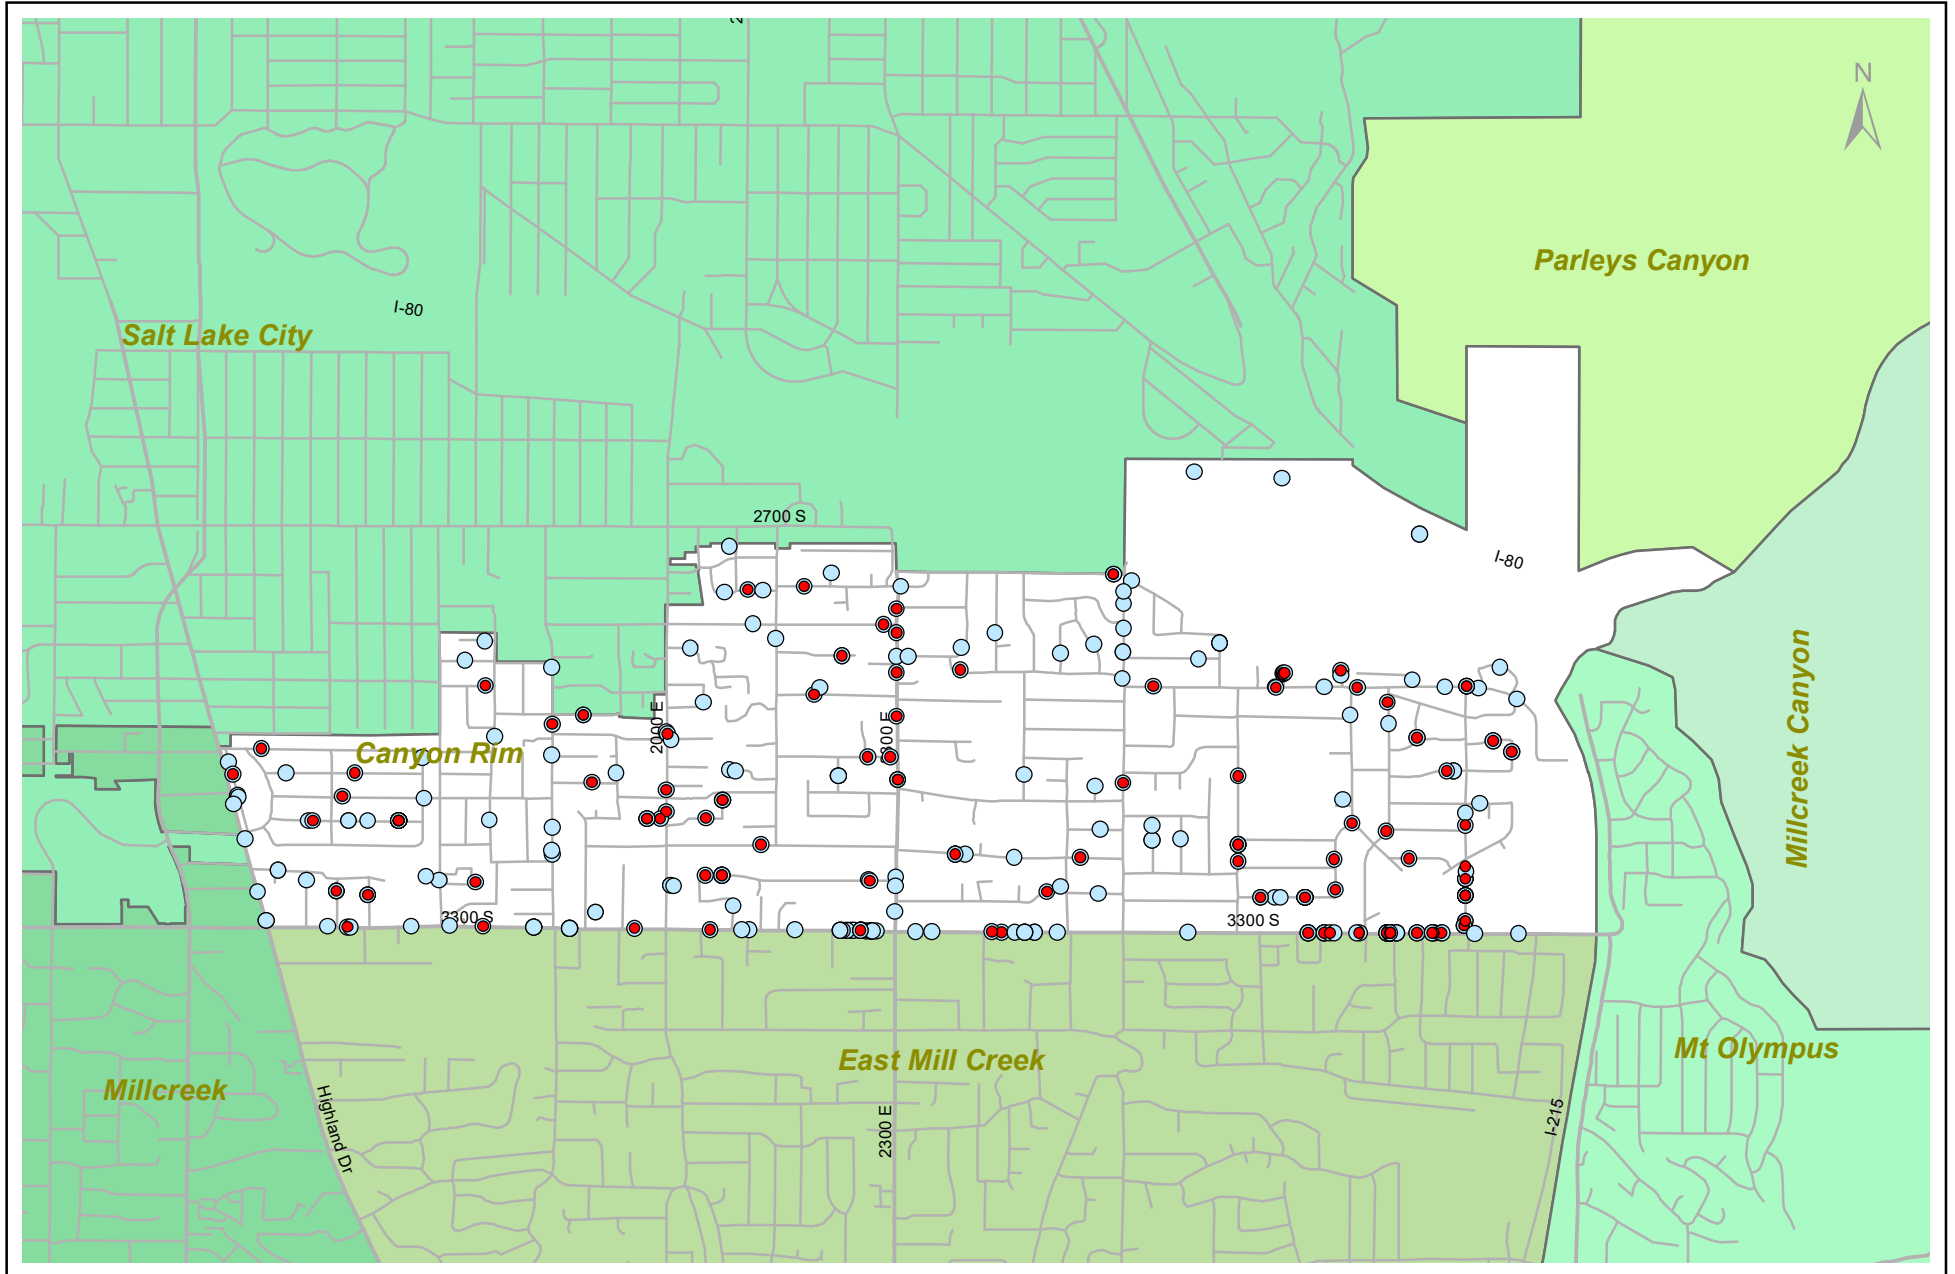 N
Parleys Canyon
I-80
Salt Lake City
2700 S
I-80
2000 E
Canyon Rim
Millcreek Canyon
3300 S
3300 S
East Mill Creek
Mt Olympus
Millcreek
Highland Dr
2300 E
I-215